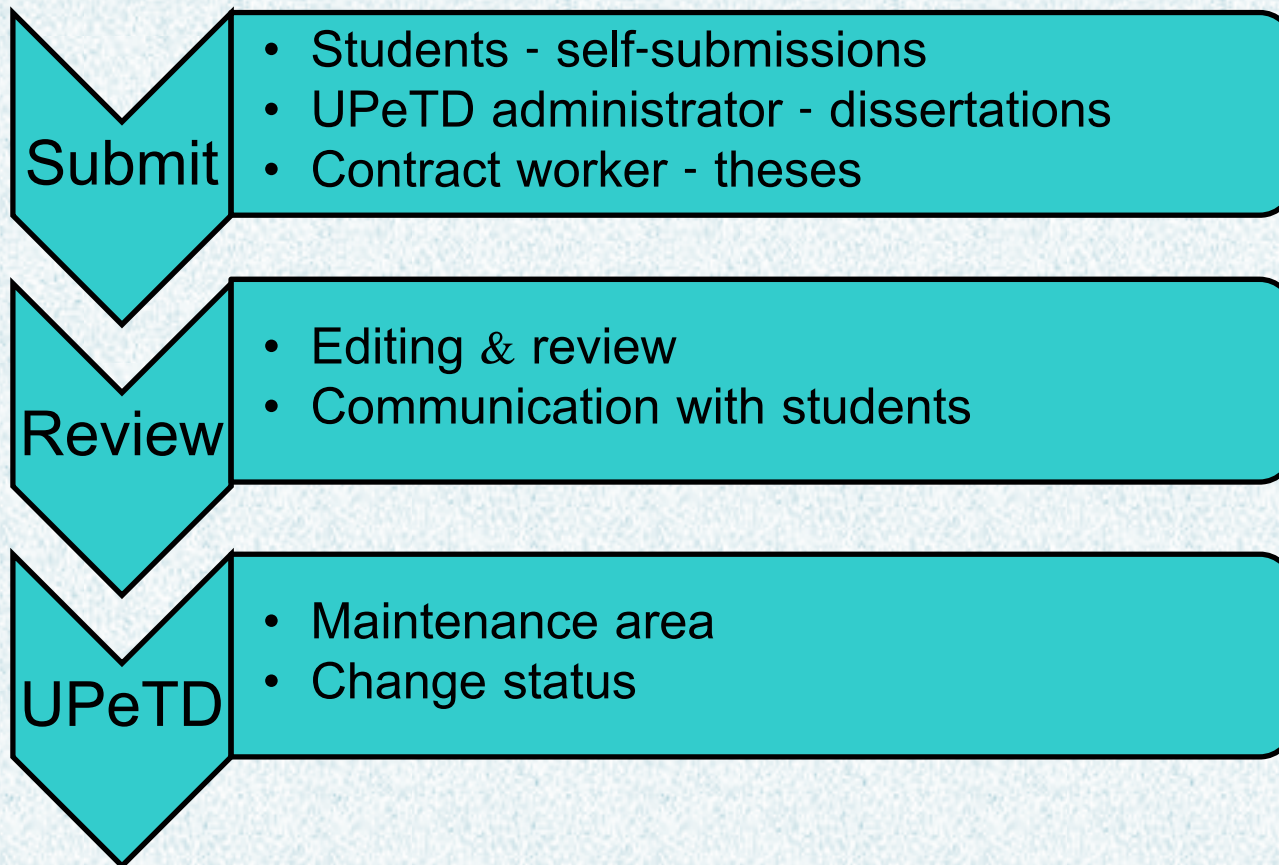 Submit
• Students - self-submissions
• UPeTD administrator - dissertations
• Contract worker - theses
Review
• Editing & review
• Communication with students
UPeTD
• Maintenance area
• Change status